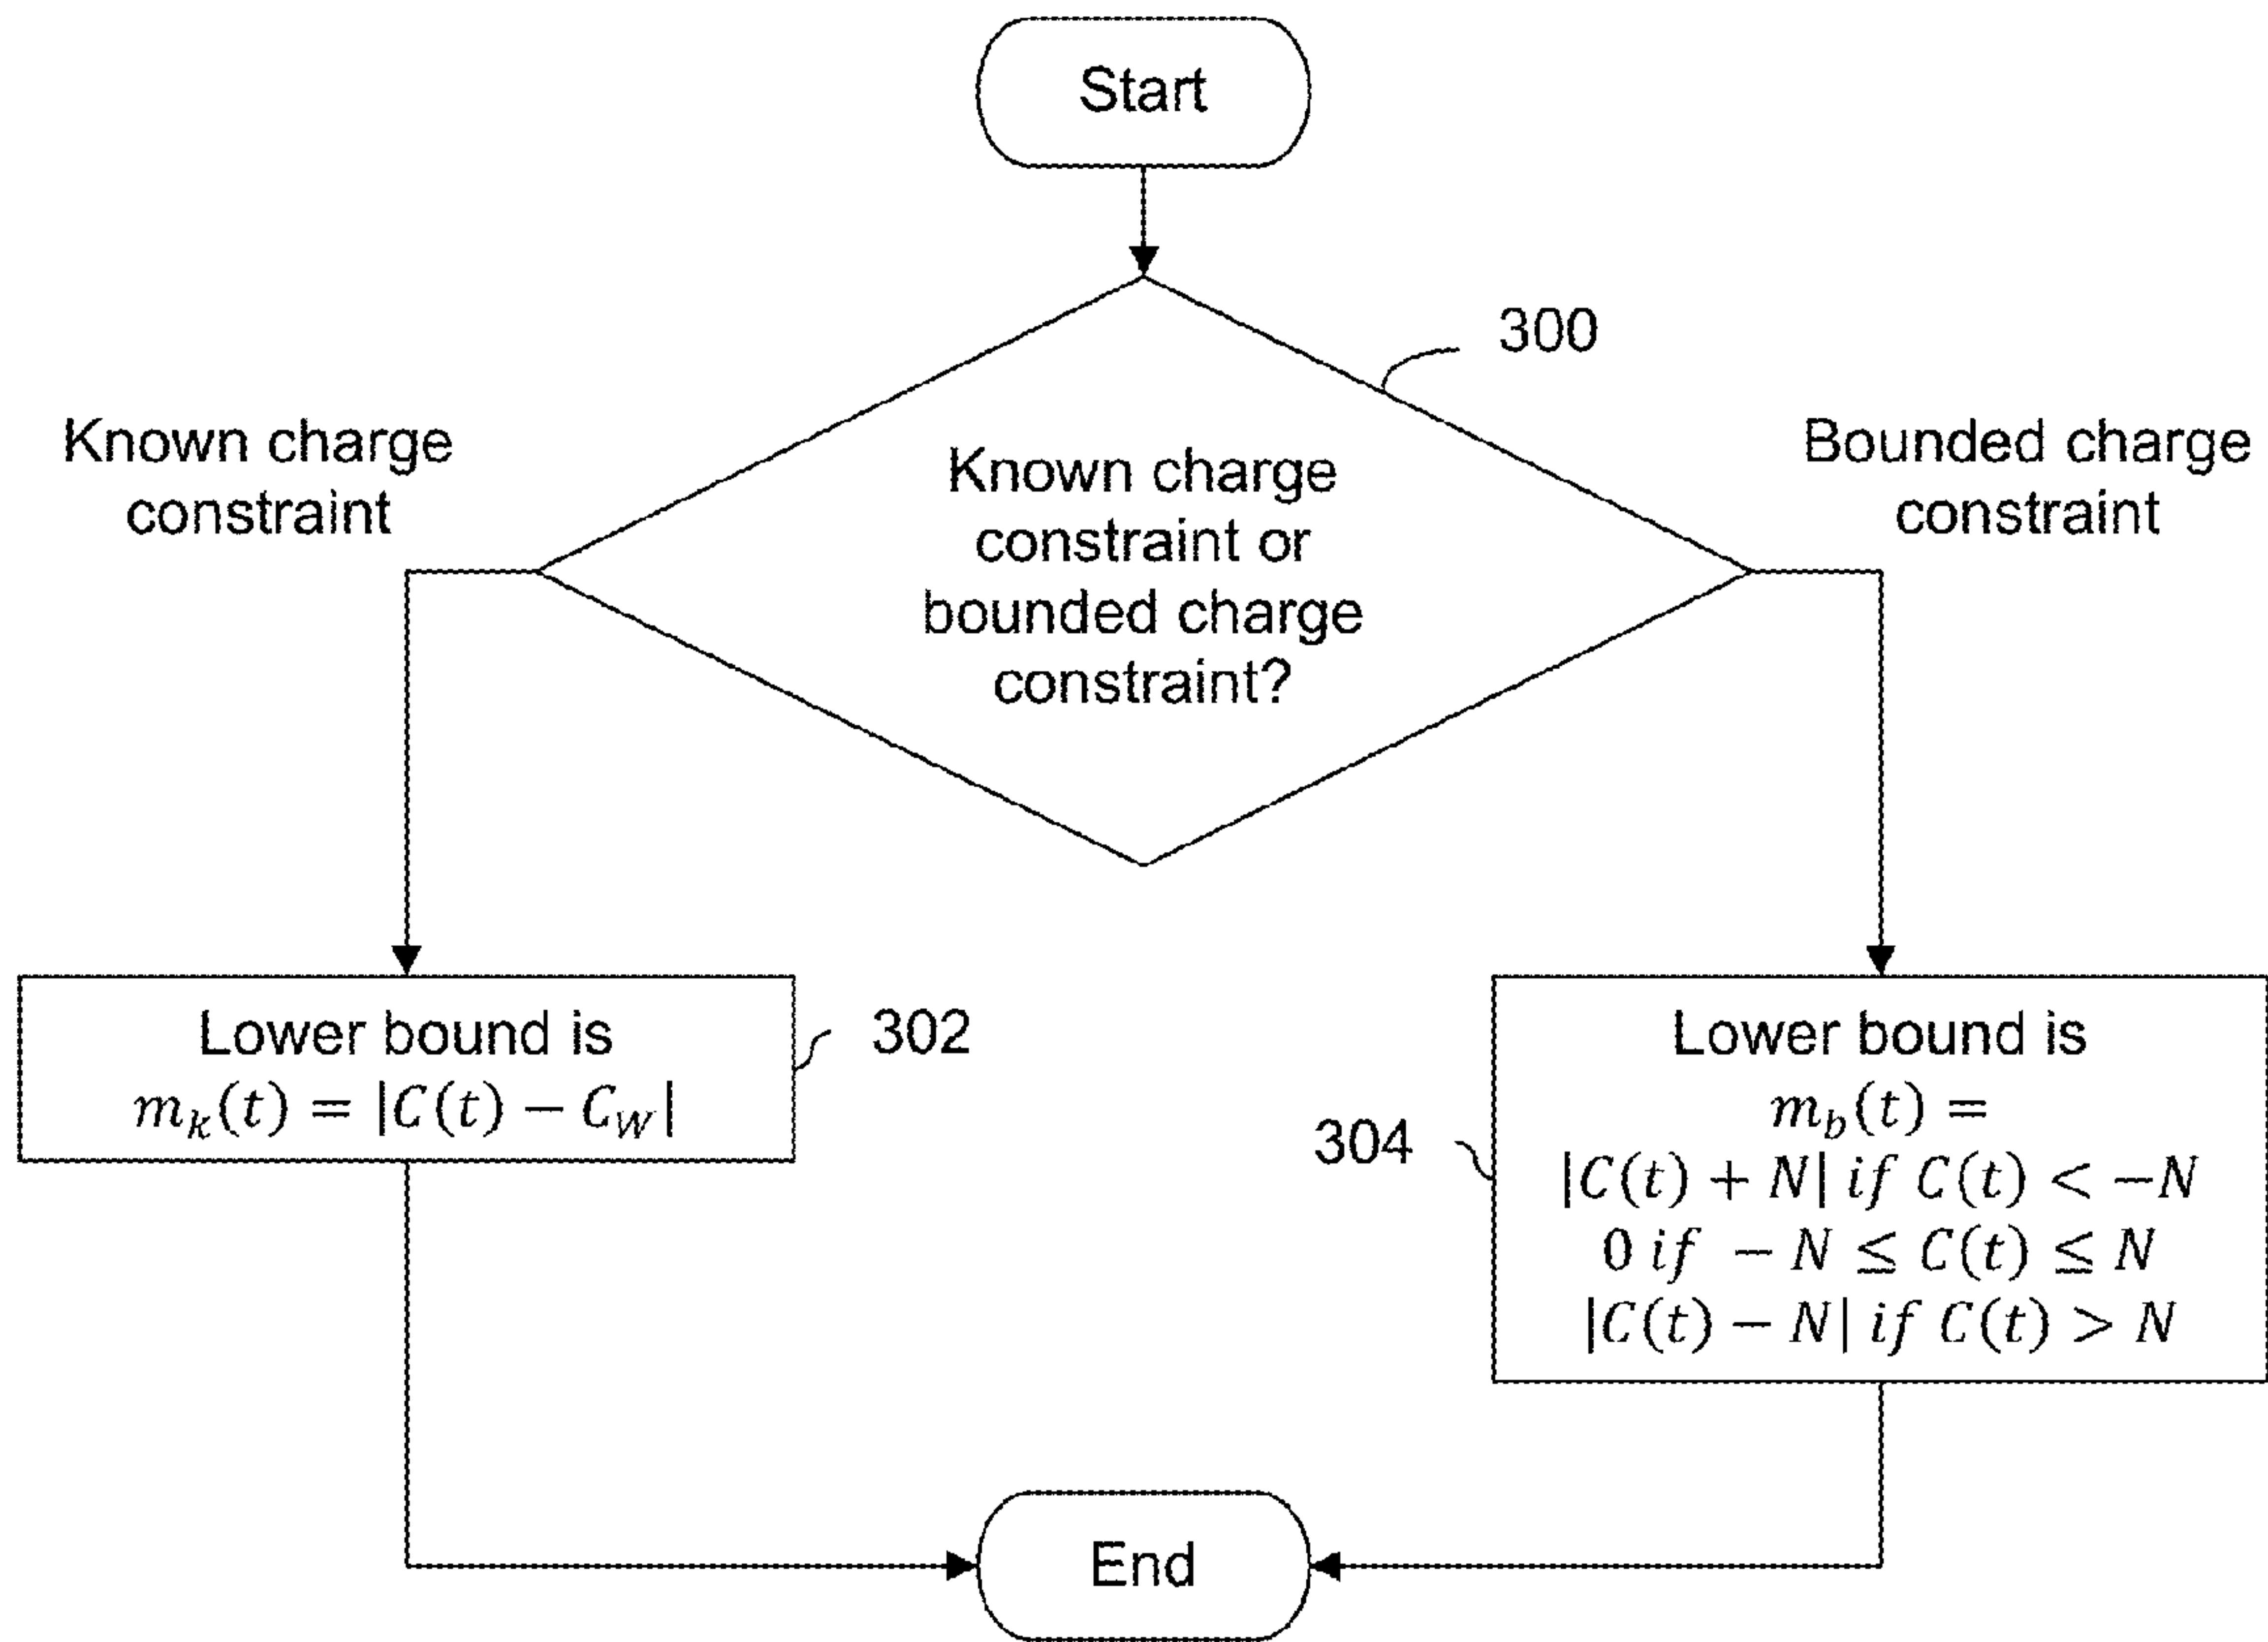 Start
300
Known charge
constraint
Known charge
constraint or
bounded charge
constraint?
Bounded charge
constraint
Lower bound is
m_k(t) = |C(t) − C_W|
302
Lower bound is
m_b(t) =
|C(t) + N| if C(t) < −N
0 if − N ≤ C(t) ≤ N
|C(t) − N| if C(t) > N
304
End